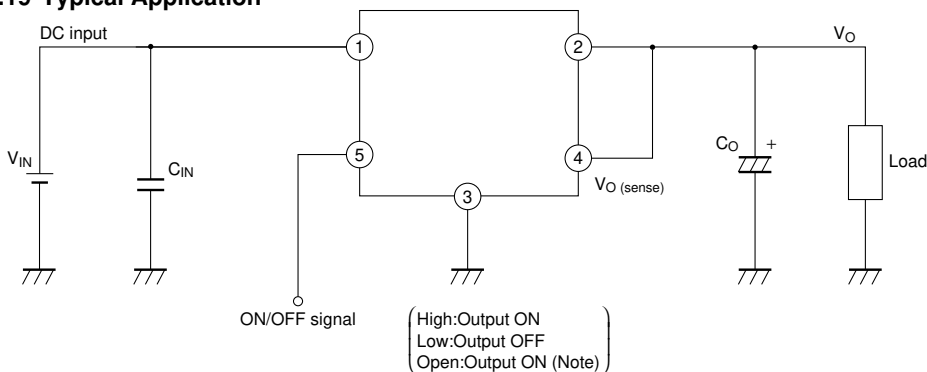 Typical Application
DC input
1
2
VO
VIN
CIN
5
4
VO (sense)
CO
+
Load
3
ON/OFF signal
High:Output ON
Low:Output OFF
Open:Output ON (Note)